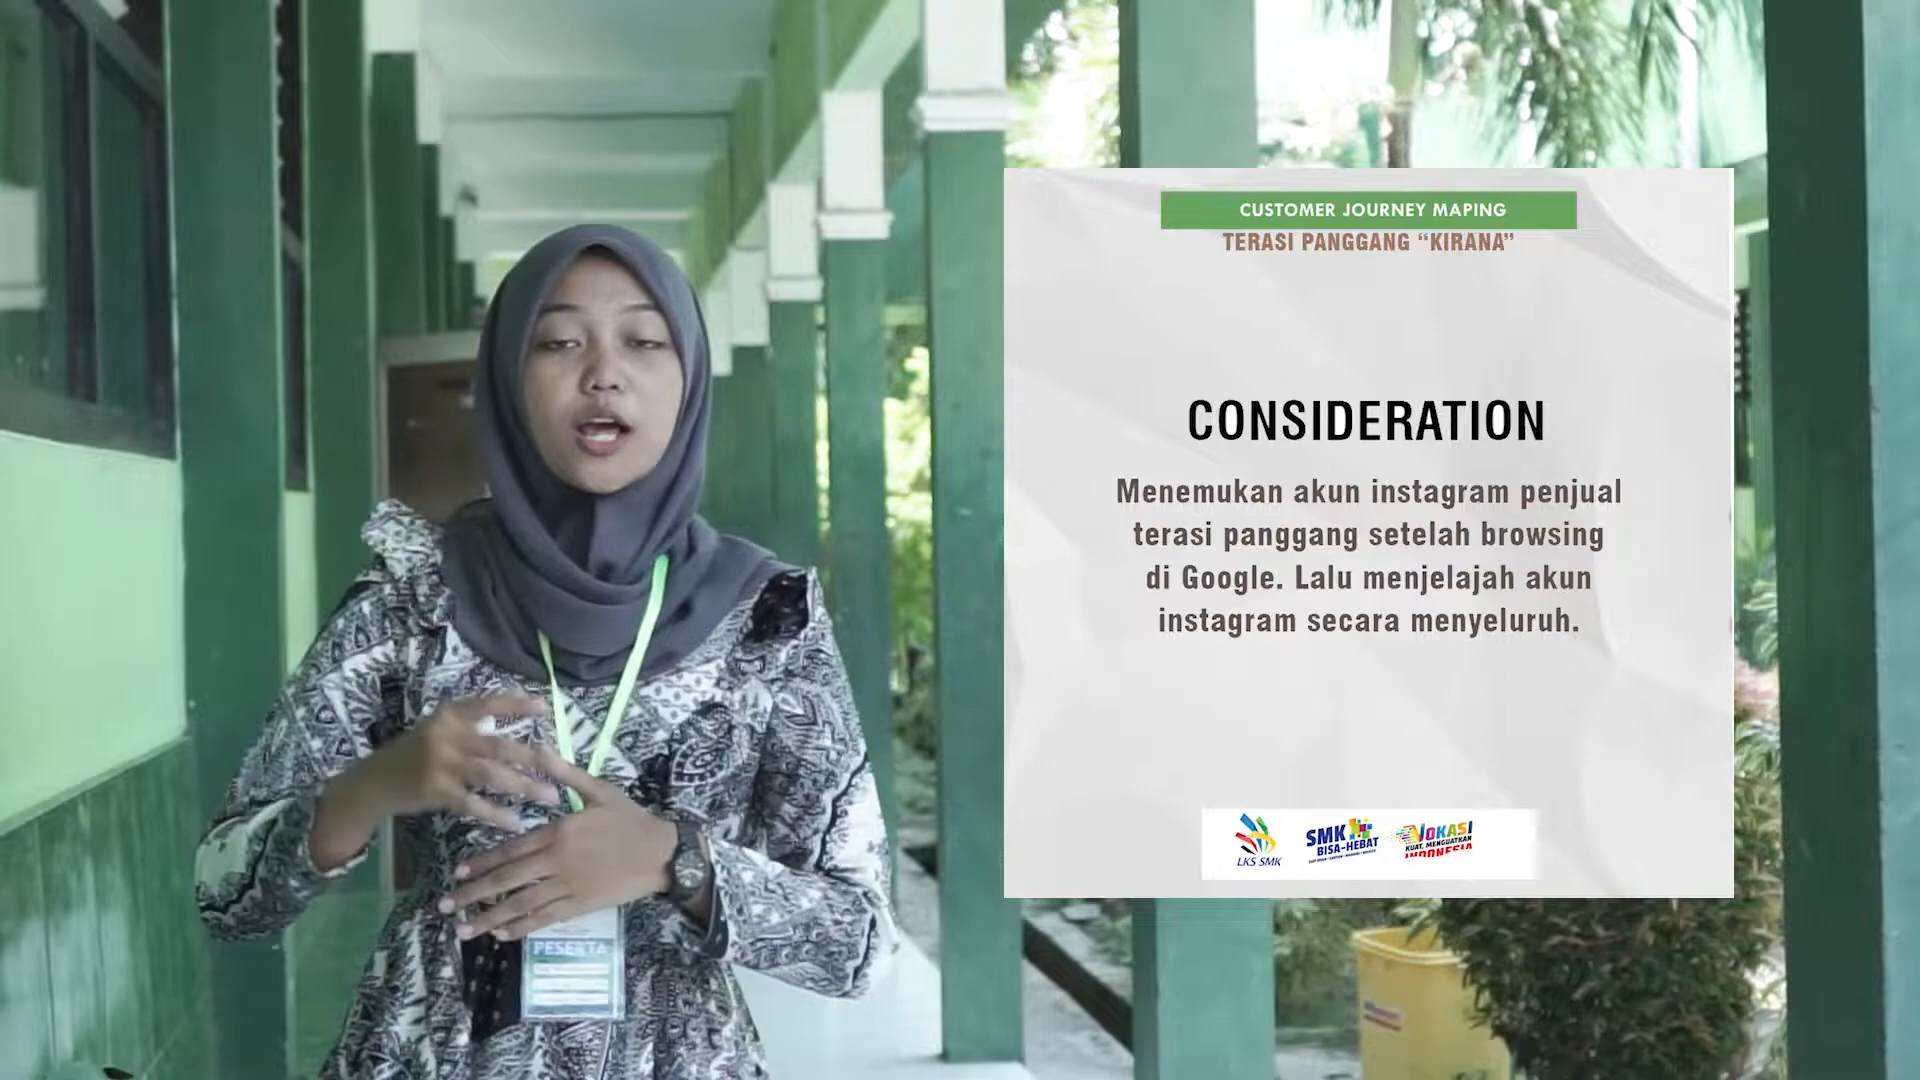 CUSTOMER JOURNEY MAPING
TERASI PANGGANG “KIRANA”
CONSIDERATION
Menemukan akun instagram penjual
terasi panggang setelah browsing
di Google. Lalu menjelajah akun
instagram secara menyeluruh.
LKS SMK
SMK
BISA-HEBAT
VOKASI
KUAT, MENGUATKAN
INDONESIA
PESERTA